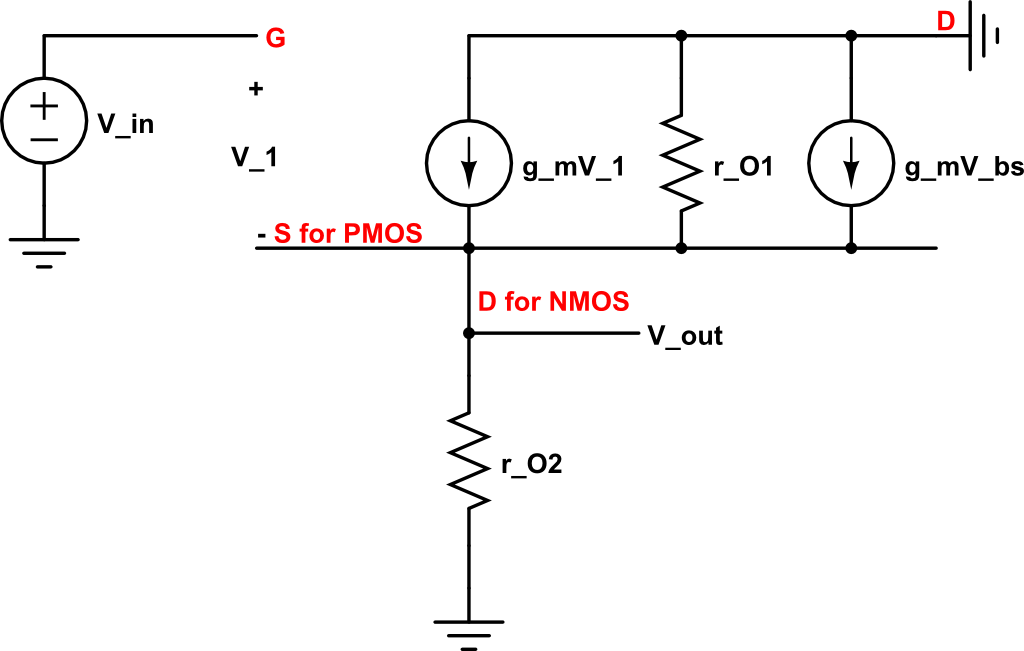 G
D
+
V_in
V_1
g_mV_1
r_O1
g_mV_bs
- S for PMOS
D for NMOS
V_out
r_O2